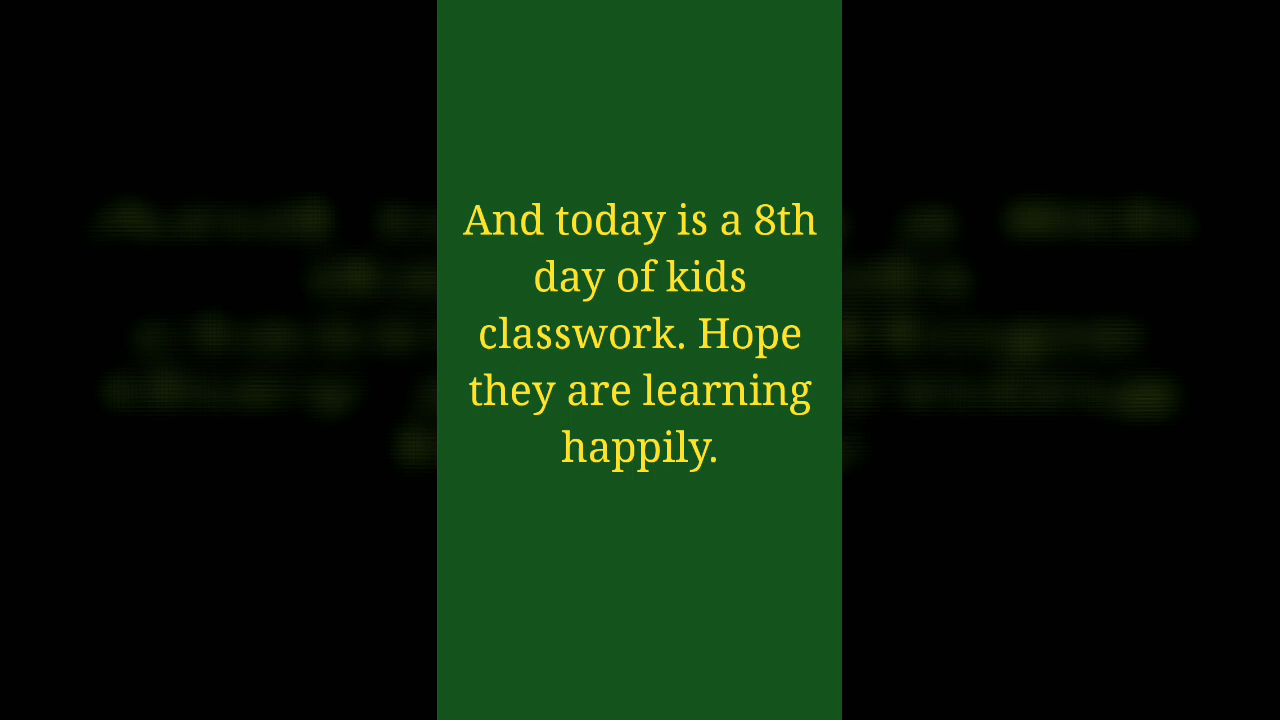 And today is a 8th
day of kids
classwork. Hope
they are learning
happily.